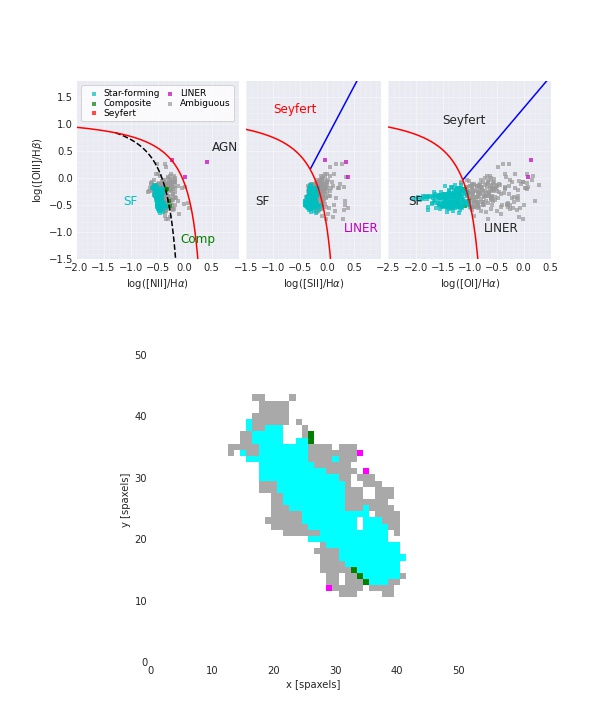 Star-forming
Composite
Seyfert
LINER
Ambiguous
log([OIII]/Hβ)
1.5
1.0
0.5
0.0
−0.5
−1.0
−1.5
AGN
SF
Comp
−2.0 −1.5 −1.0 −0.5 0.0 0.5
log([NII]/Hα)
Seyfert
SF
LINER
−1.5 −1.0 −0.5 0.0 0.5
log([SII]/Hα)
Seyfert
SF
LINER
−2.5 −2.0 −1.5 −1.0 −0.5 0.0 0.5
log([OI]/Hα)
50
40
30
20
10
0
y [spaxels]
0 10 20 30 40 50
x [spaxels]